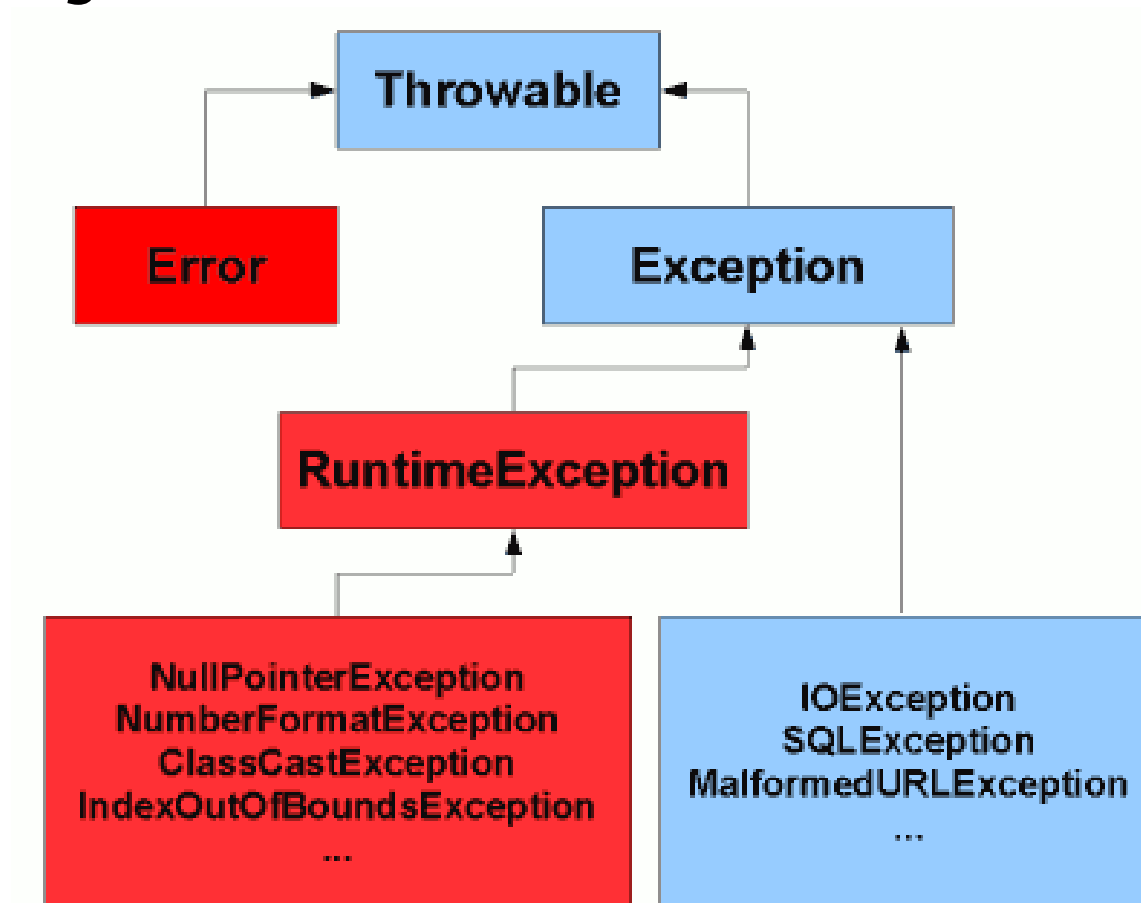 Throwable
Error
Exception
RuntimeException
NullPointerException
NumberFormatException
ClassCastException
IndexOutOfBoundsException
...
IOException
SQLException
MalformedURLException
...